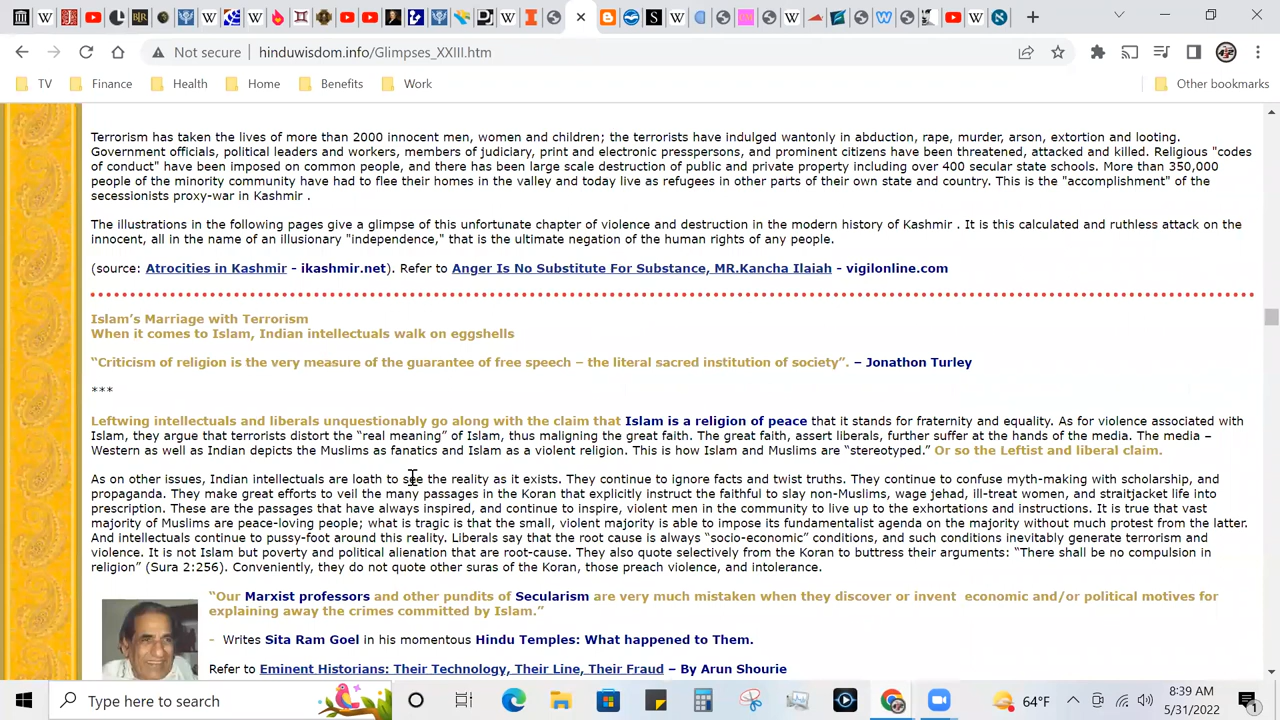 Not secure
hinduwisdom.info/Glimpses_XXIII.htm
TV
Finance
Health
Home
Benefits
Work
Other bookmarks
Terrorism has taken the lives of more than 2000 innocent men, women and children; the terrorists have indulged wantonly in abduction, rape, murder, arson, extortion and looting.
Government officials, political leaders and workers, members of judiciary, print and electronic presspersons, and prominent citizens have been threatened, attacked and killed. Religious "codes
of conduct" have been imposed on common people, and there has been large scale destruction of public and private property including over 400 secular state schools. More than 350,000
people of the minority community have had to flee their homes in the valley and today live as refugees in other parts of their own state and country. This is the "accomplishment" of the
secessionists proxy-war in Kashmir .
The illustrations in the following pages give a glimpse of this unfortunate chapter of violence and destruction in the modern history of Kashmir . It is this calculated and ruthless attack on the
innocent, all in the name of an illusionary "independence," that is the ultimate negation of the human rights of any people.
(source: Atrocities in Kashmir - ikashmir.net). Refer to Anger Is No Substitute For Substance, MR.Kancha Ilaiah - vigilonline.com
Islam's Marriage with Terrorism
When it comes to Islam, Indian intellectuals walk on eggshells
“Criticism of religion is the very measure of the guarantee of free speech – the literal sacred institution of society”. – Jonathon Turley
***
Leftwing intellectuals and liberals unquestionably go along with the claim that Islam is a religion of peace that it stands for fraternity and equality. As for violence associated with
Islam, they argue that terrorists distort the “real meaning” of Islam, thus maligning the great faith. The great faith, assert liberals, further suffer at the hands of the media. The media –
Western as well as Indian depicts the Muslims as fanatics and Islam as a violent religion. This is how Islam and Muslims are “stereotyped.” Or so the Leftist and liberal claim.
As on other issues, Indian intellectuals are loath to see the reality as it exists. They continue to ignore facts and twist truths. They continue to confuse myth-making with scholarship, and
propaganda. They make great efforts to veil the many passages in the Koran that explicitly instruct the faithful to slay non-Muslims, wage jehad, ill-treat women, and straitjacket life into
prescription. These are the passages that have always inspired, and continue to inspire, violent men in the community to live up to the exhortations and instructions. It is true that vast
majority of Muslims are peace-loving people; what is tragic is that the small, violent majority is able to impose its fundamentalist agenda on the majority without much protest from the latter.
And intellectuals continue to pussy-foot around this reality. Liberals say that the root cause is always “socio-economic” conditions, and such conditions inevitably generate terrorism and
violence. It is not Islam but poverty and political alienation that are root-cause. They also quote selectively from the Koran to buttress their arguments: “There shall be no compulsion in
religion” (Sura 2:256). Conveniently, they do not quote other suras of the Koran, those preach violence, and intolerance.
“Our Marxist professors and other pundits of Secularism are very much mistaken when they discover or invent economic and/or political motives for
explaining away the crimes committed by Islam.”
- Writes Sita Ram Goel in his momentous Hindu Temples: What happened to Them.
Refer to Eminent Historians: Their Technology, Their Line, Their Fraud – By Arun Shourie
Type here to search
64°F
8:39 AM
5/31/2022
1